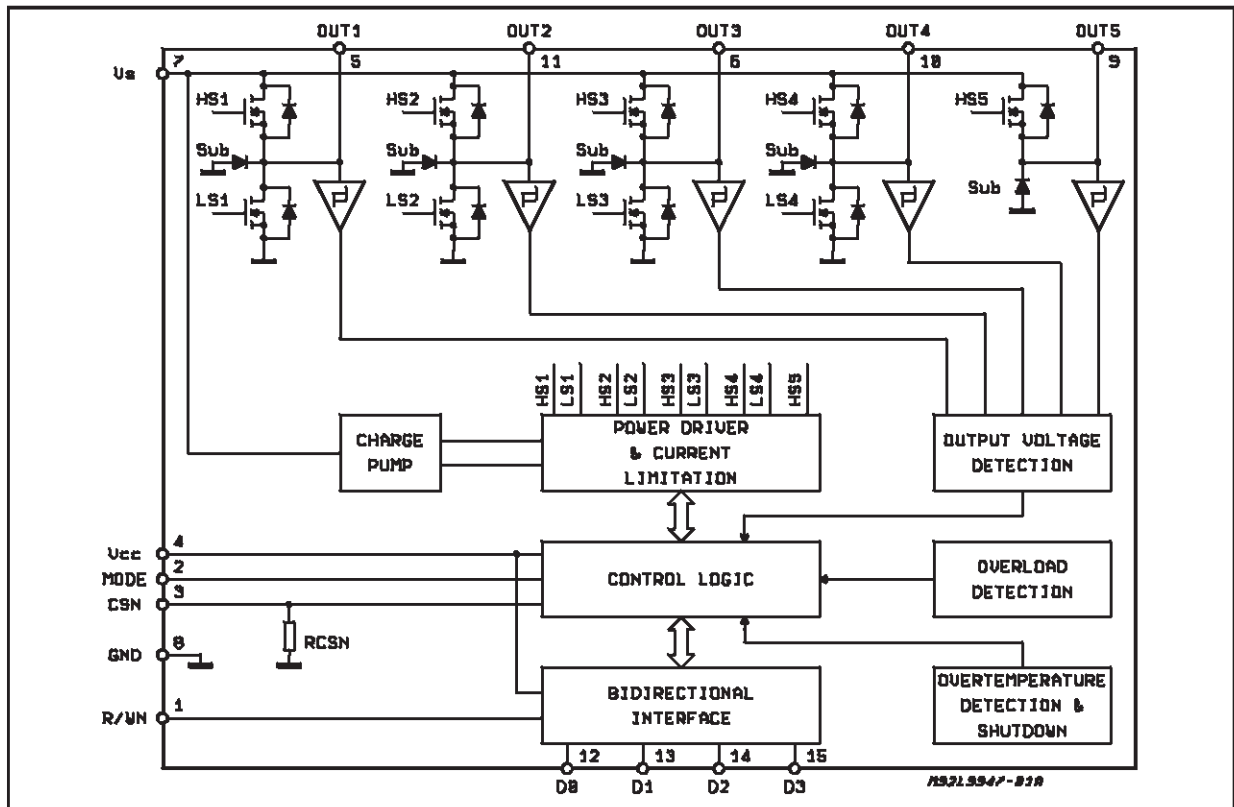 OUT1 OUT2 OUT3 OUT4 OUT5
7 5 11 6 10 9
Vs
HS1 HS2 HS3 HS4 HS5
Sub Sub Sub Sub
Sub
LS1 LS2 LS3 LS4
HS1 LS1 HS2 LS2 HS3 LS3 HS4 LS4 HS5
CHARGE
PUMP
POWER DRIVER
& CURRENT
LIMITATION
OUTPUT VOLTAGE
DETECTION
Vcc 4
MODE 2
CSN 3
CONTROL LOGIC
OVERLOAD
DETECTION
RCSN
GND 8
R/WN 1
BIDIRECTIONAL
INTERFACE
OVERTEMPERATURE
DETECTION &
SHUTDOWN
12 13 14 15
D0 D1 D2 D3
M92L9947-01A